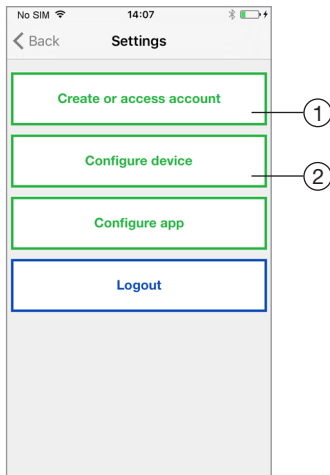 No SIM 14:07
Back Settings
Create or access account
1
Configure device
2
Configure app
Logout